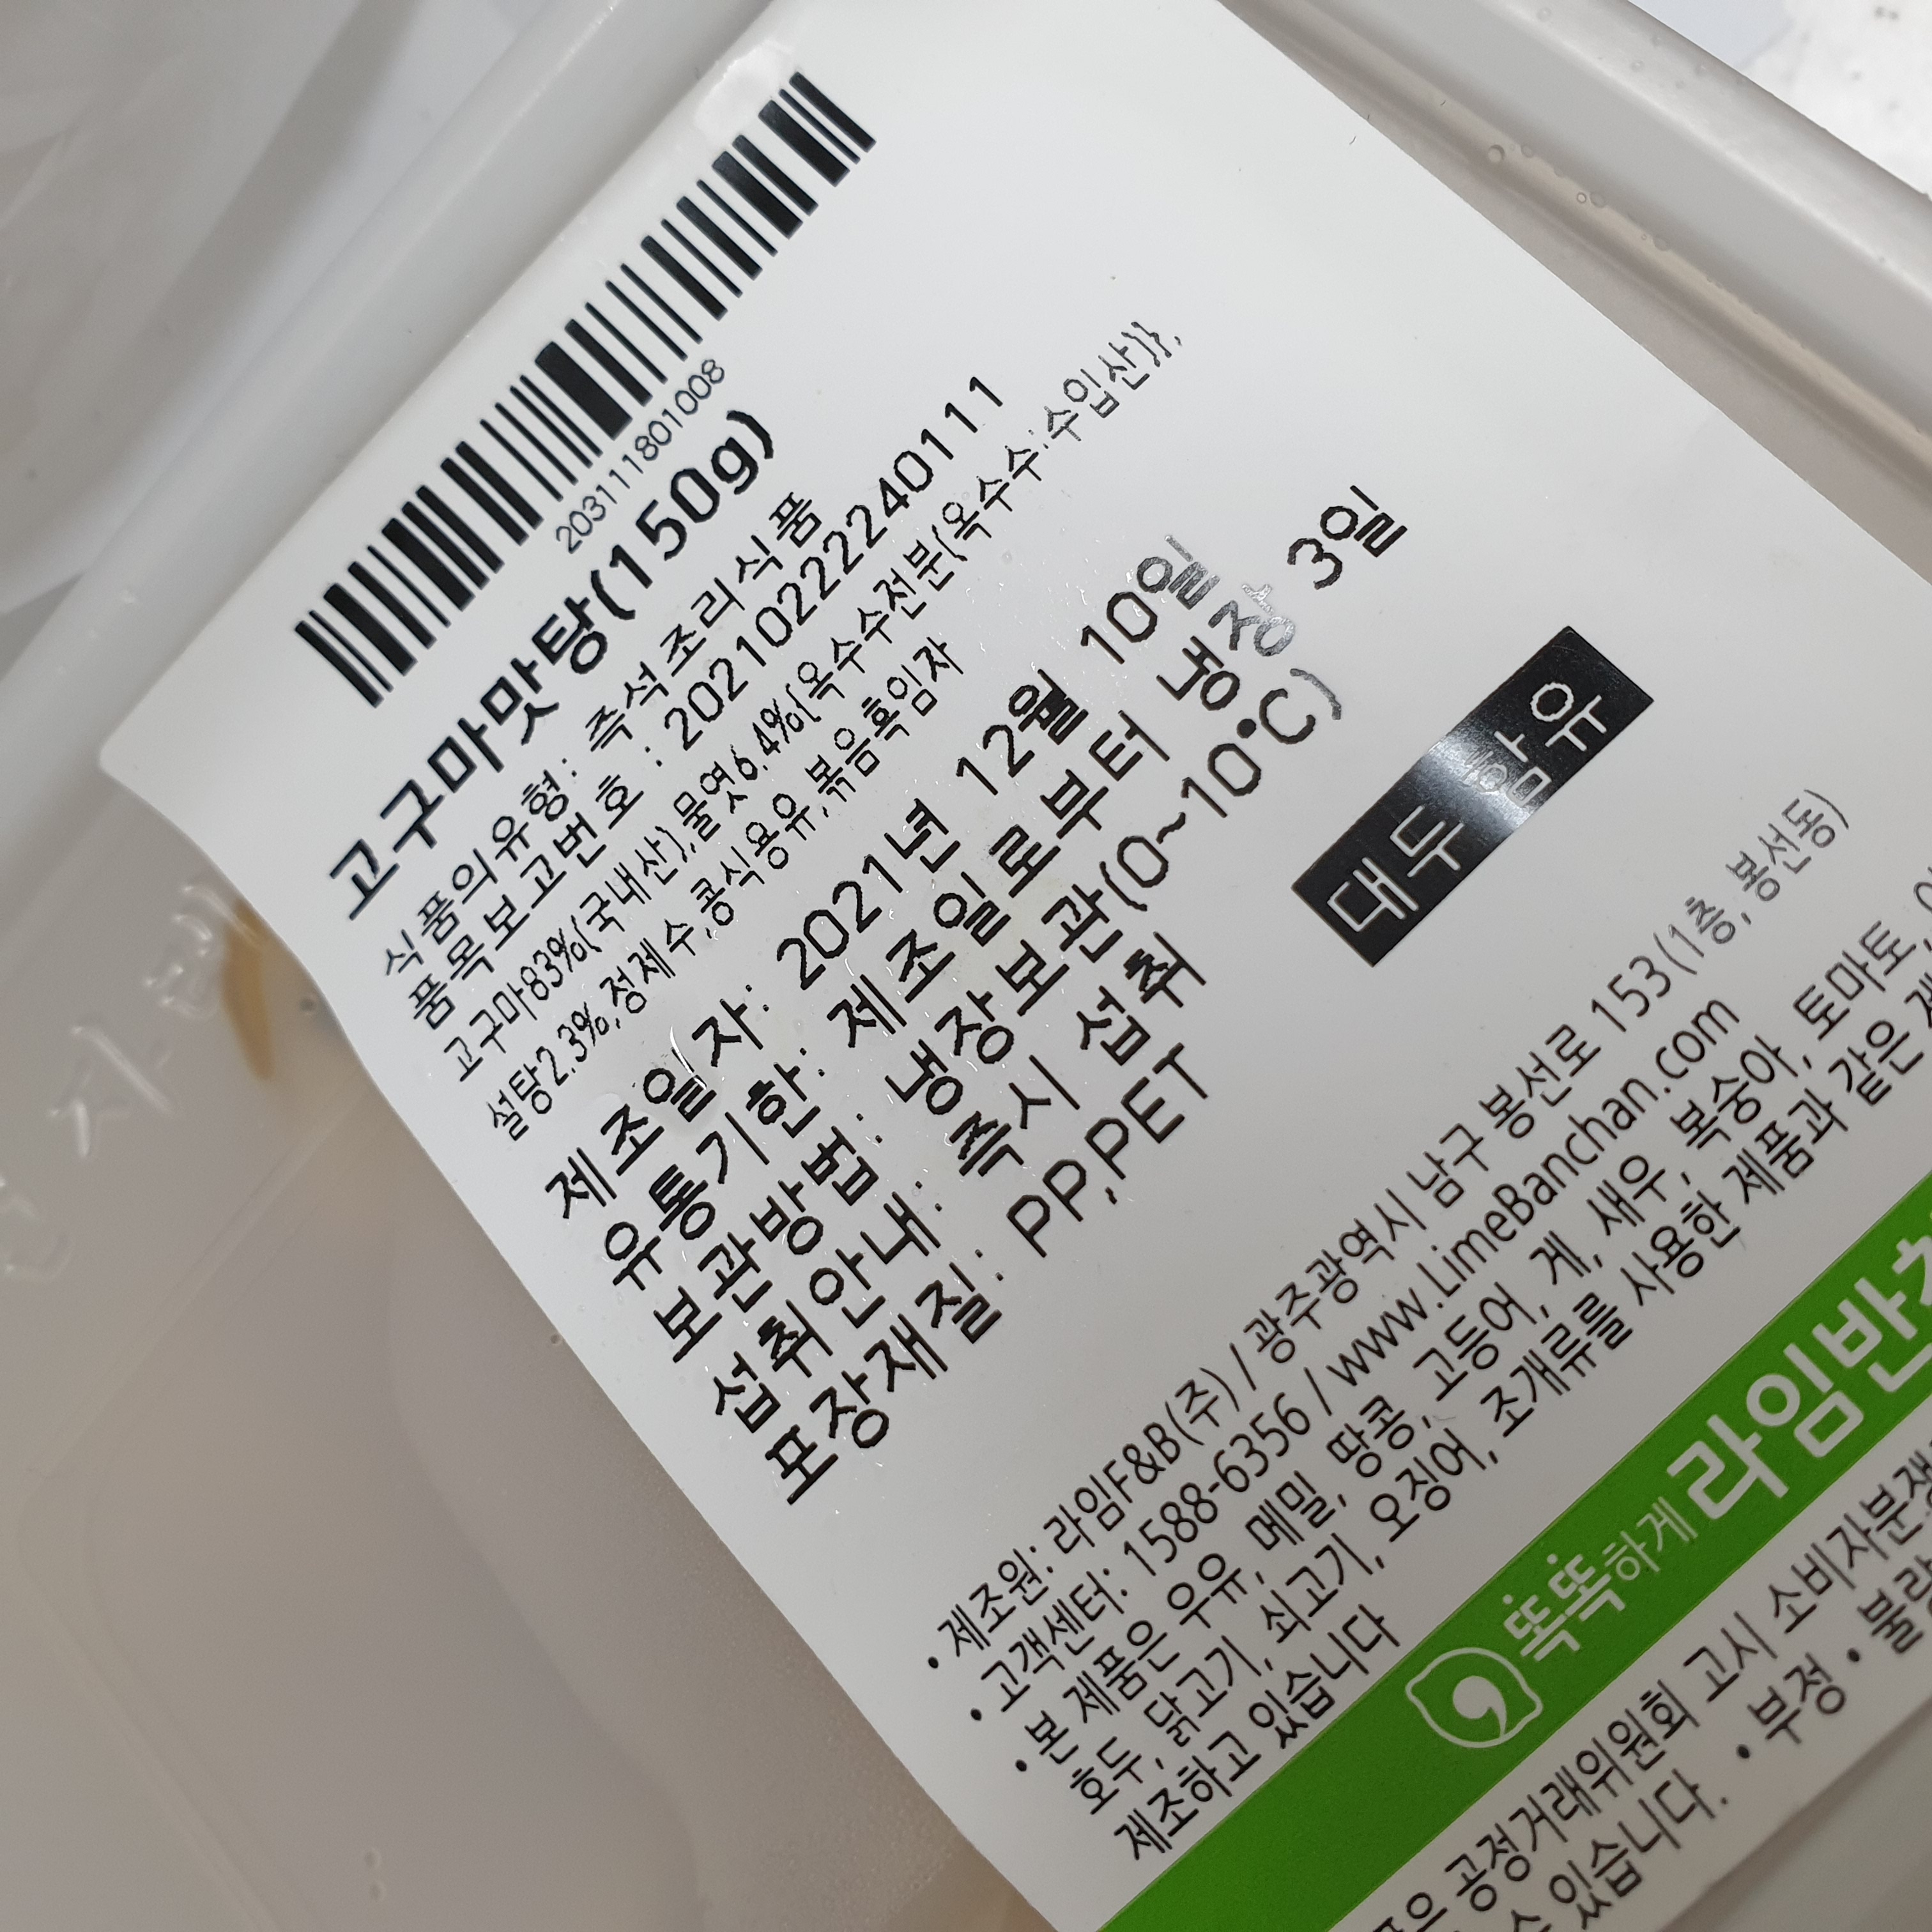 2031111801008
고구마맛탕(150g)
식품의유형: 즉석조리식품
품목보고번호 : 2021022224011 1
고구마83%(국내산),물엿6.4%{옥수수전분(옥수수:수입산)},
설탕2.3%,정제수,콩식용유,볶음흑임자
제조일자: 2021년 12월 10일
유통기한: 제조일로부터 냉장 3일
보관방법: 냉장보관(0~10℃)
섭취안내: 즉시 섭취
포장재질: PP,PET
대두 함유
• 제조원: 라임F&B(주) / 광주광역시 남구 봉선로 153 (1층, 봉선동)
• 고객센터: 1588-6356 / www.LimeBanchan.com
• 본 제품은 우유, 메밀, 땅콩, 고등어, 게, 새우, 복숭아, 토마토,
호두, 닭고기, 쇠고기, 오징어, 조개류를 사용한 제품과 같은
제조하고 있습니다
똑똑하게 라임반찬
공정거래위원회 고시 소비자분쟁
있습니다. • 부정 • 불량